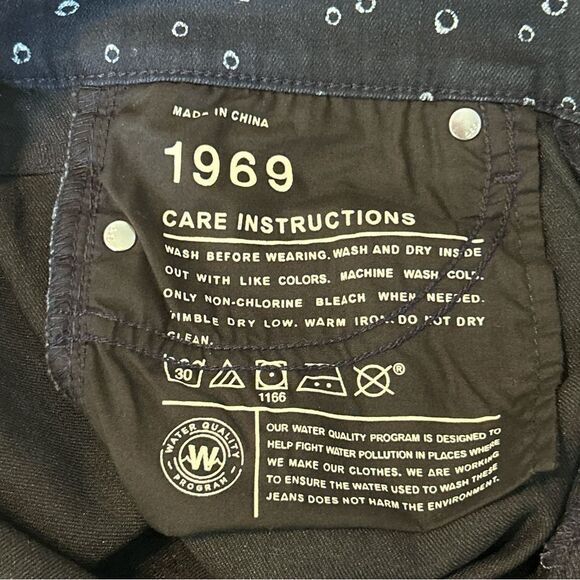 MADE IN CHINA
1969
CARE INSTRUCTIONS
WASH BEFORE WEARING. WASH AND DRY INSIDE
OUT WITH LIKE COLORS. MACHINE WASH COLD.
ONLY NON-CHLORINE BLEACH WHEN NEEDED.
TUMBLE DRY LOW. WARM IRON. DO NOT DRY
CLEAN.
30
®
1166
WATER QUALITY
W
PROGRAM
OUR WATER QUALITY PROGRAM IS DESIGNED TO
HELP FIGHT WATER POLLUTION IN PLACES WHERE
WE MAKE OUR CLOTHES. WE ARE WORKING
TO ENSURE THE WATER USED TO WASH THESE
JEANS DOES NOT HARM THE ENVIRONMENT.